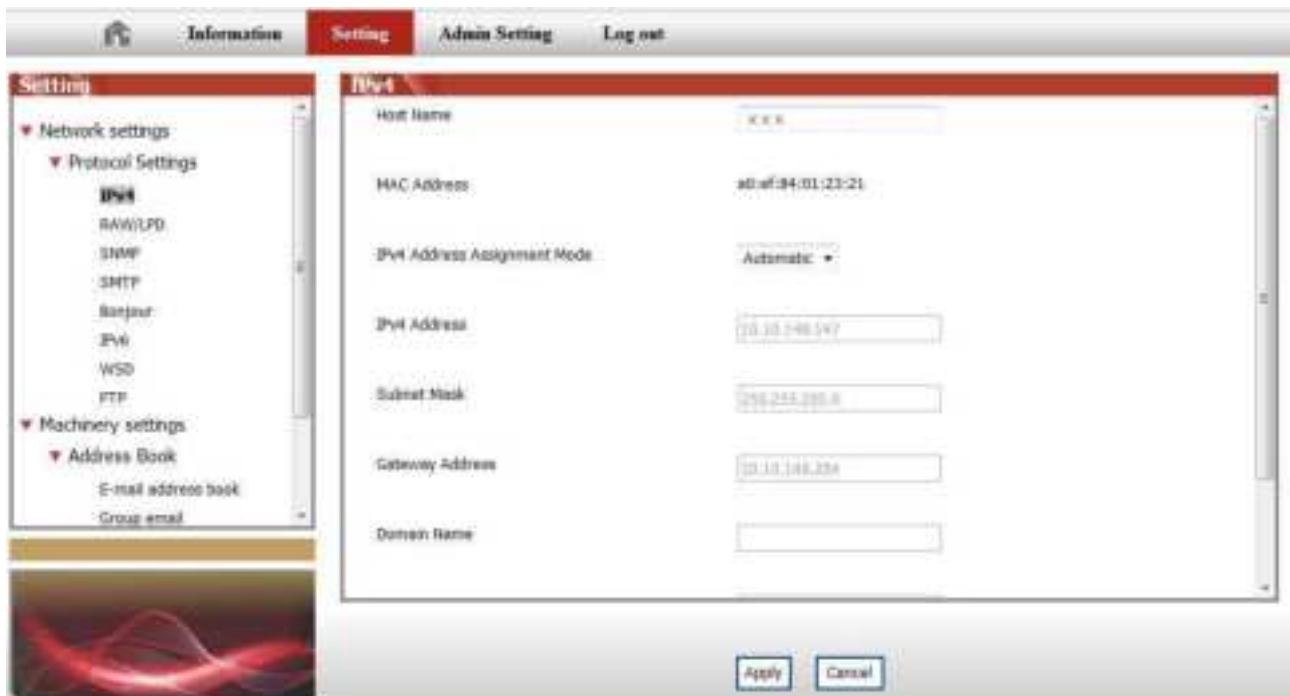 Information Setting Admin Setting Log out
Setting
▼ Network settings
▼ Protocol Settings
IPv4
RAW/LPD
SNMP
SMTP
Bonjour
IPv6
WSD
FTP
▼ Machinery settings
▼ Address Book
E-mail address book
Group email
IPv4
Host Name
MAC Address
IPv4 Address Assignment Mode Automatic
IPv4 Address
Subnet Mask
Gateway Address
Domain Name
Apply Cancel